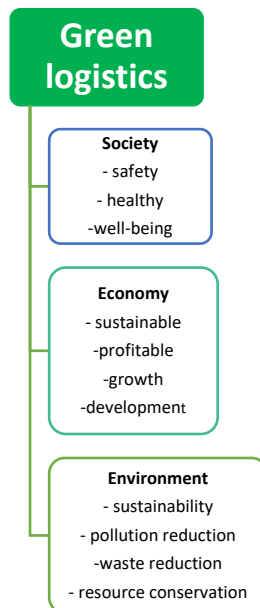 Green
logistics
Society
- safety
- healthy
-well-being
Economy
- sustainable
-profitable
-growth
-development
Environment
- sustainability
- pollution reduction
-waste reduction
- resource conservation